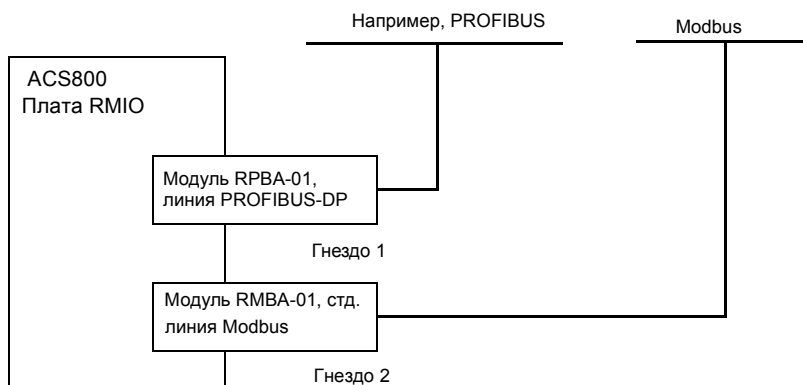 Например, PROFIBUS
Modbus
ACS800
Плата RMIO
Модуль RPBA-01,
линия PROFIBUS-DP
Гнездо 1
Модуль RMBA-01, стд.
линия Modbus
Гнездо 2